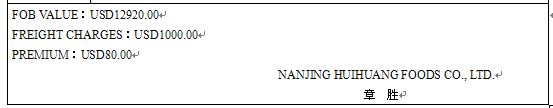 FOB VALUE：USD12920.00
FREIGHT CHARGES：USD1000.00
PREMIUM：USD80.00
NANJING HUIHUANG FOODS CO., LTD.
章 胜